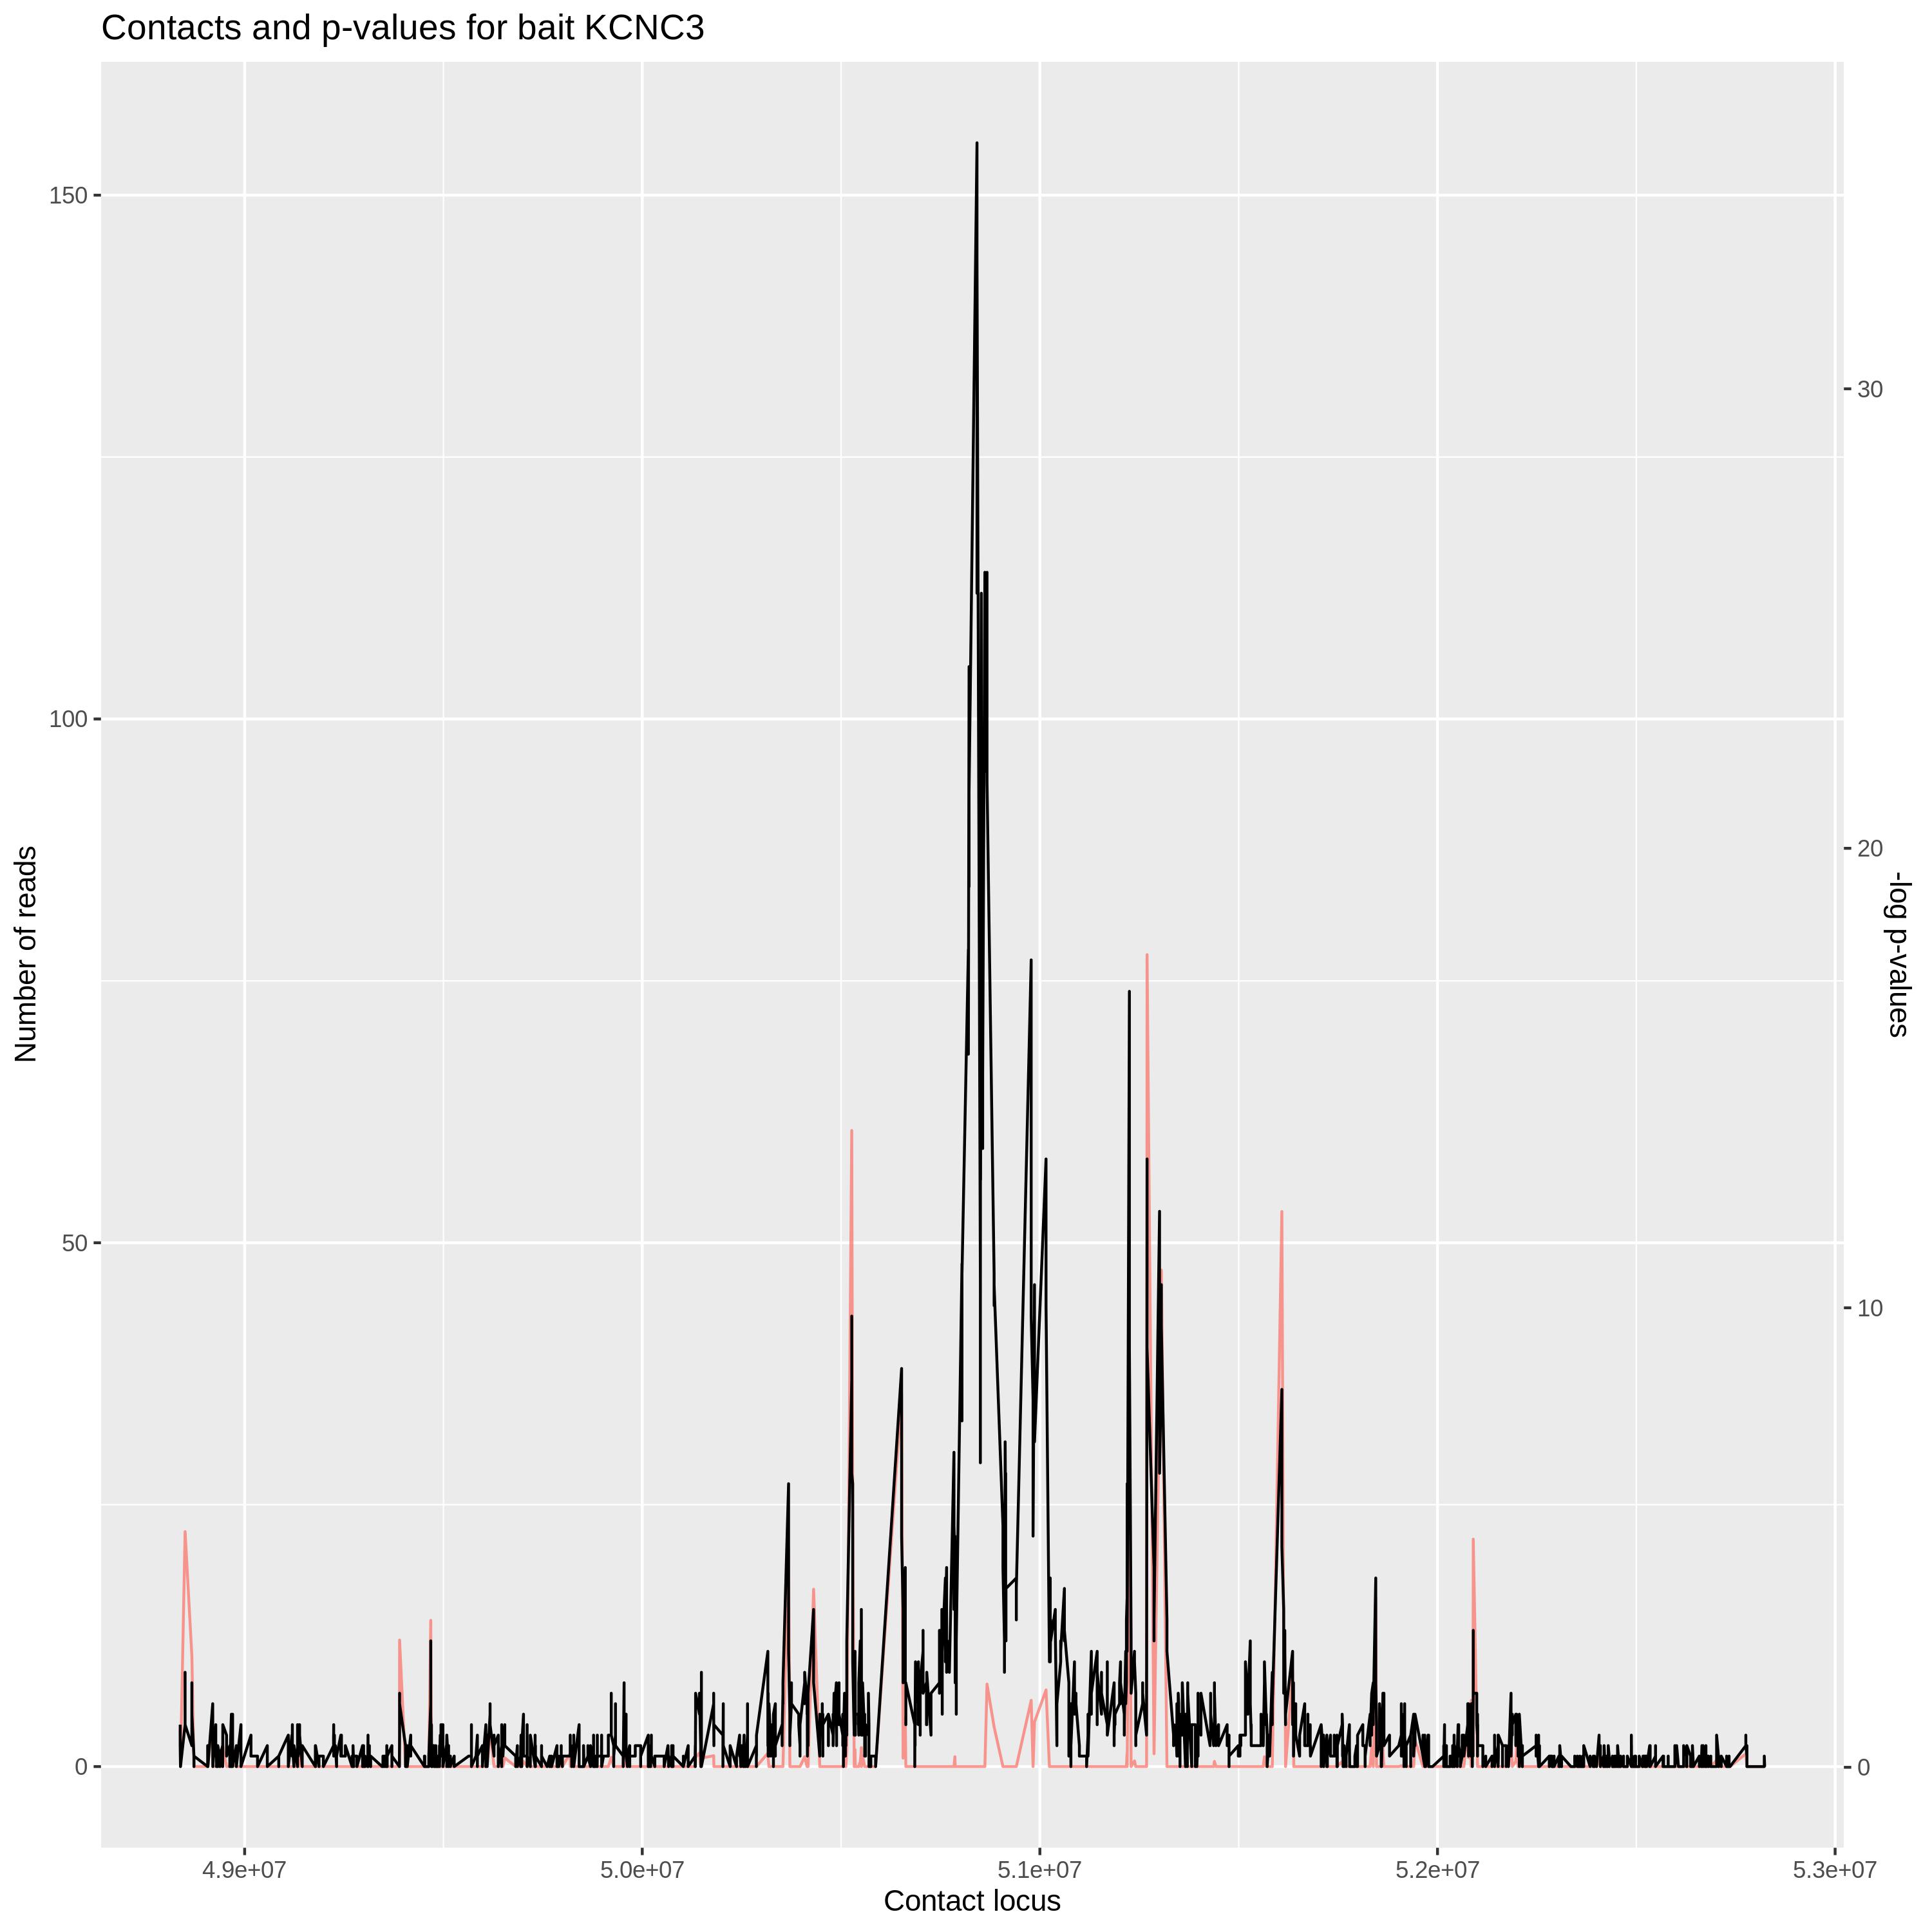 Contacts and p-values for bait KCNC3
150
100
50
0
Number of reads
30
20
10
0
-log p-values
4.9e+07 5.0e+07 5.1e+07 5.2e+07 5.3e+07
Contact locus